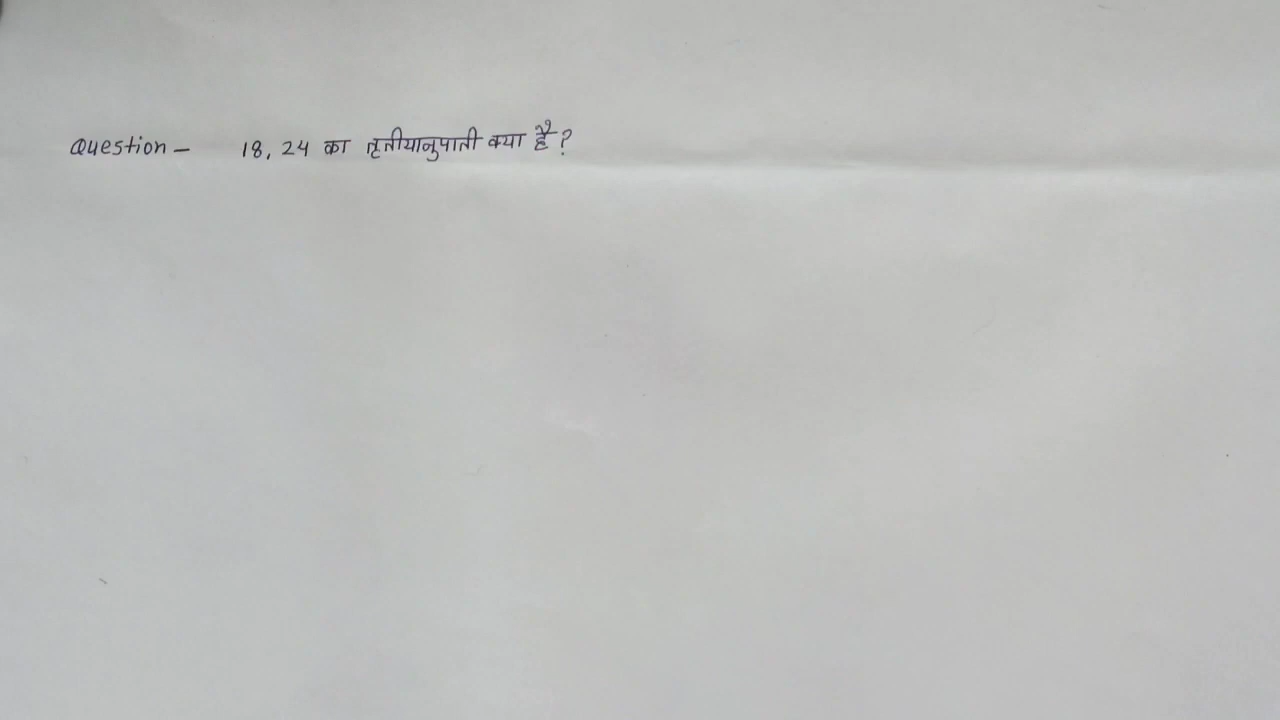 Question - 18, 24 का तृतीयानुपाती क्या है?